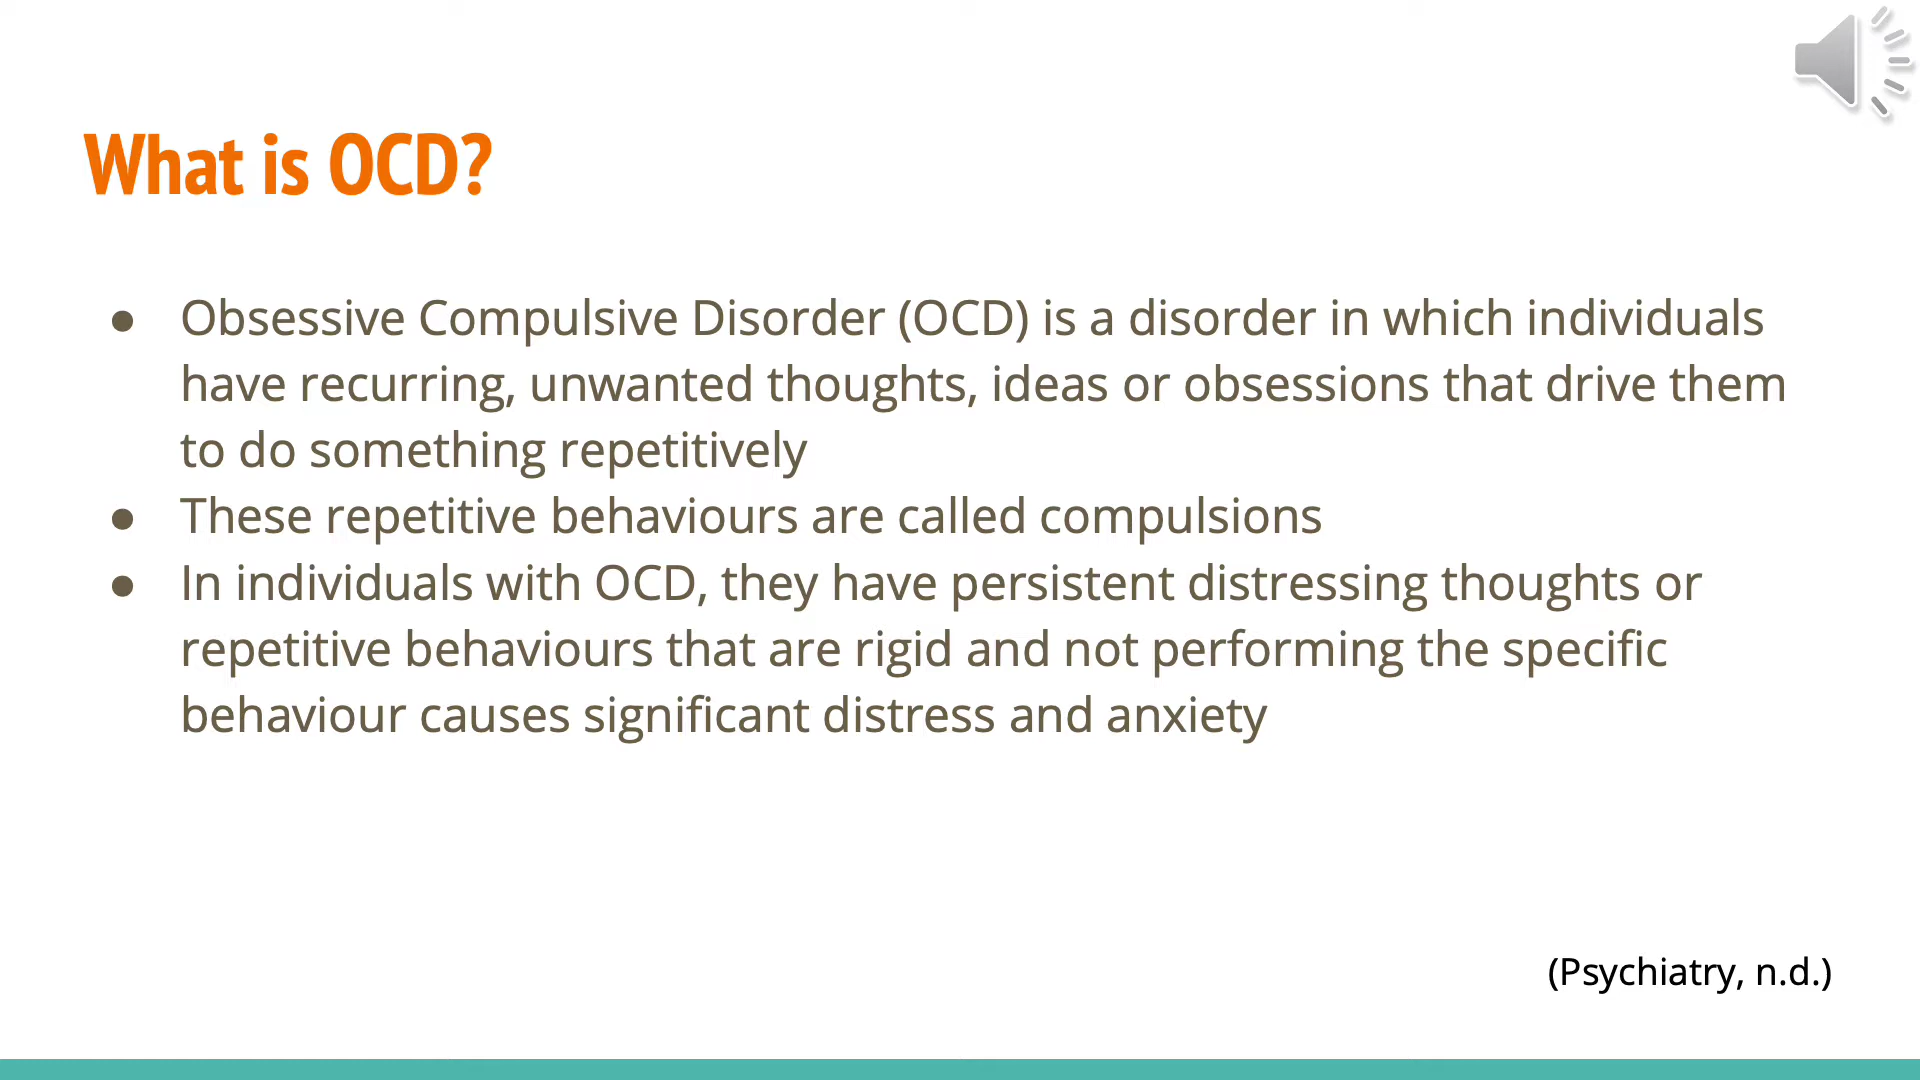 What is OCD?
● Obsessive Compulsive Disorder (OCD) is a disorder in which individuals
have recurring, unwanted thoughts, ideas or obsessions that drive them
to do something repetitively
● These repetitive behaviours are called compulsions
● In individuals with OCD, they have persistent distressing thoughts or
repetitive behaviours that are rigid and not performing the specific
behaviour causes significant distress and anxiety
(Psychiatry, n.d.)